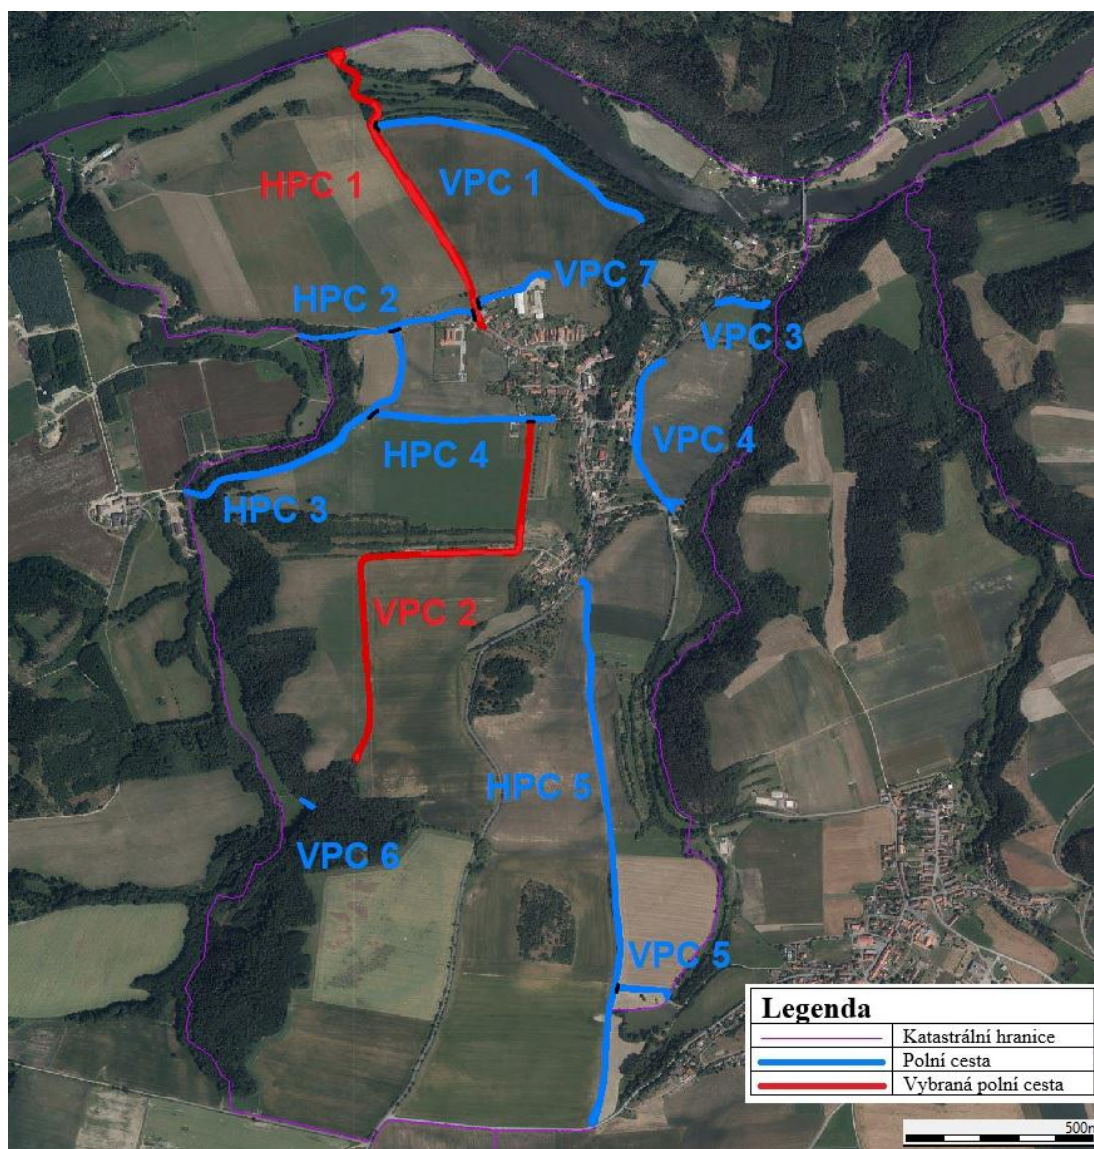 HPC 1
VPC 1
VPC 7
HPC 2
VPC 3
HPC 4
VPC 4
HPC 3
VPC 2
HPC 5
VPC 6
VPC 5
Legenda
Katastrální hranice
Polní cesta
Vybraná polní cesta
500m